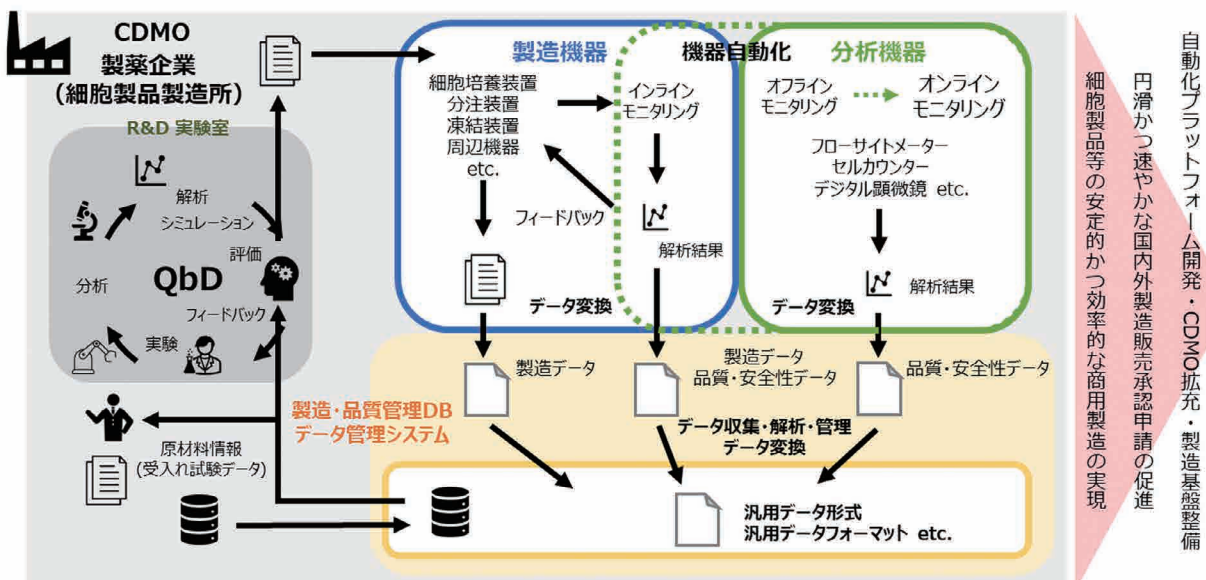 CDMO
製薬企業
(細胞製品製造所)
R&D 実験室
解析
シミュレーション
評価
QbD
分析
フィードバック
実験
製造機器
機器自動化
分析機器
細胞培養装置
分注装置
凍結装置
周辺機器
etc.
インライン
モニタリング
フィードバック
解析結果
データ変換
オフライン
モニタリング
オンライン
モニタリング
フローサイトメーター
セルカウンター
デジタル顕微鏡 etc.
解析結果
データ変換
製造データ
製造データ
品質・安全性データ
品質・安全性データ
製造・品質管理DB
データ管理システム
データ収集・解析・管理
データ変換
原材料情報
(受入れ試験データ)
汎用データ形式
汎用データフォーマット etc.
自動化プラットフォーム開発・CDMO拡充・製造基盤整備
円滑かつ速やかな国内外製造販売承認申請の促進
細胞製品等の安定的かつ効率的な商用製造の実現